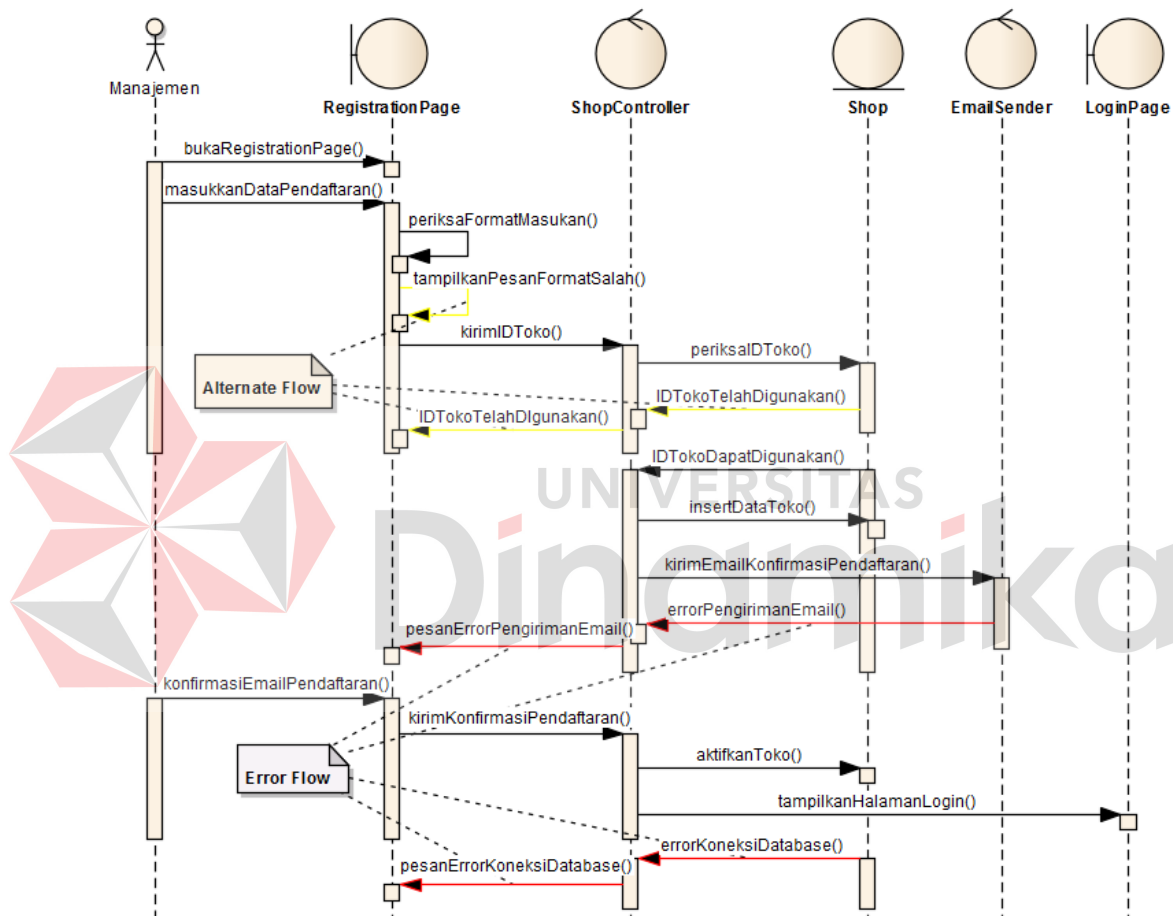 Manajemen
RegistrationPage
ShopController
Shop
EmailSender
LoginPage
bukaRegistrationPage()
masukkanDataPendaftaran()
periksaFormatMasukan()
tampilkanPesanFormatSalah()
kirimIDToko()
periksaIDToko()
Alternate Flow
IDTokoTelahDigunakan()
IDTokoTelahDIgunakan()
IDTokoDapatDigunakan()
UNIVERSITAS
Dinamika
insertDataToko()
kirimEmailKonfirmasiPendaftaran()
errorPengirimanEmail()
pesanErrorPengirimanEmail()
konfirmasiEmailPendaftaran()
kirimKonfirmasiPendaftaran()
Error Flow
aktifkanToko()
tampilkanHalamanLogin()
errorKoneksiDatabase()
pesanErrorKoneksiDatabase()